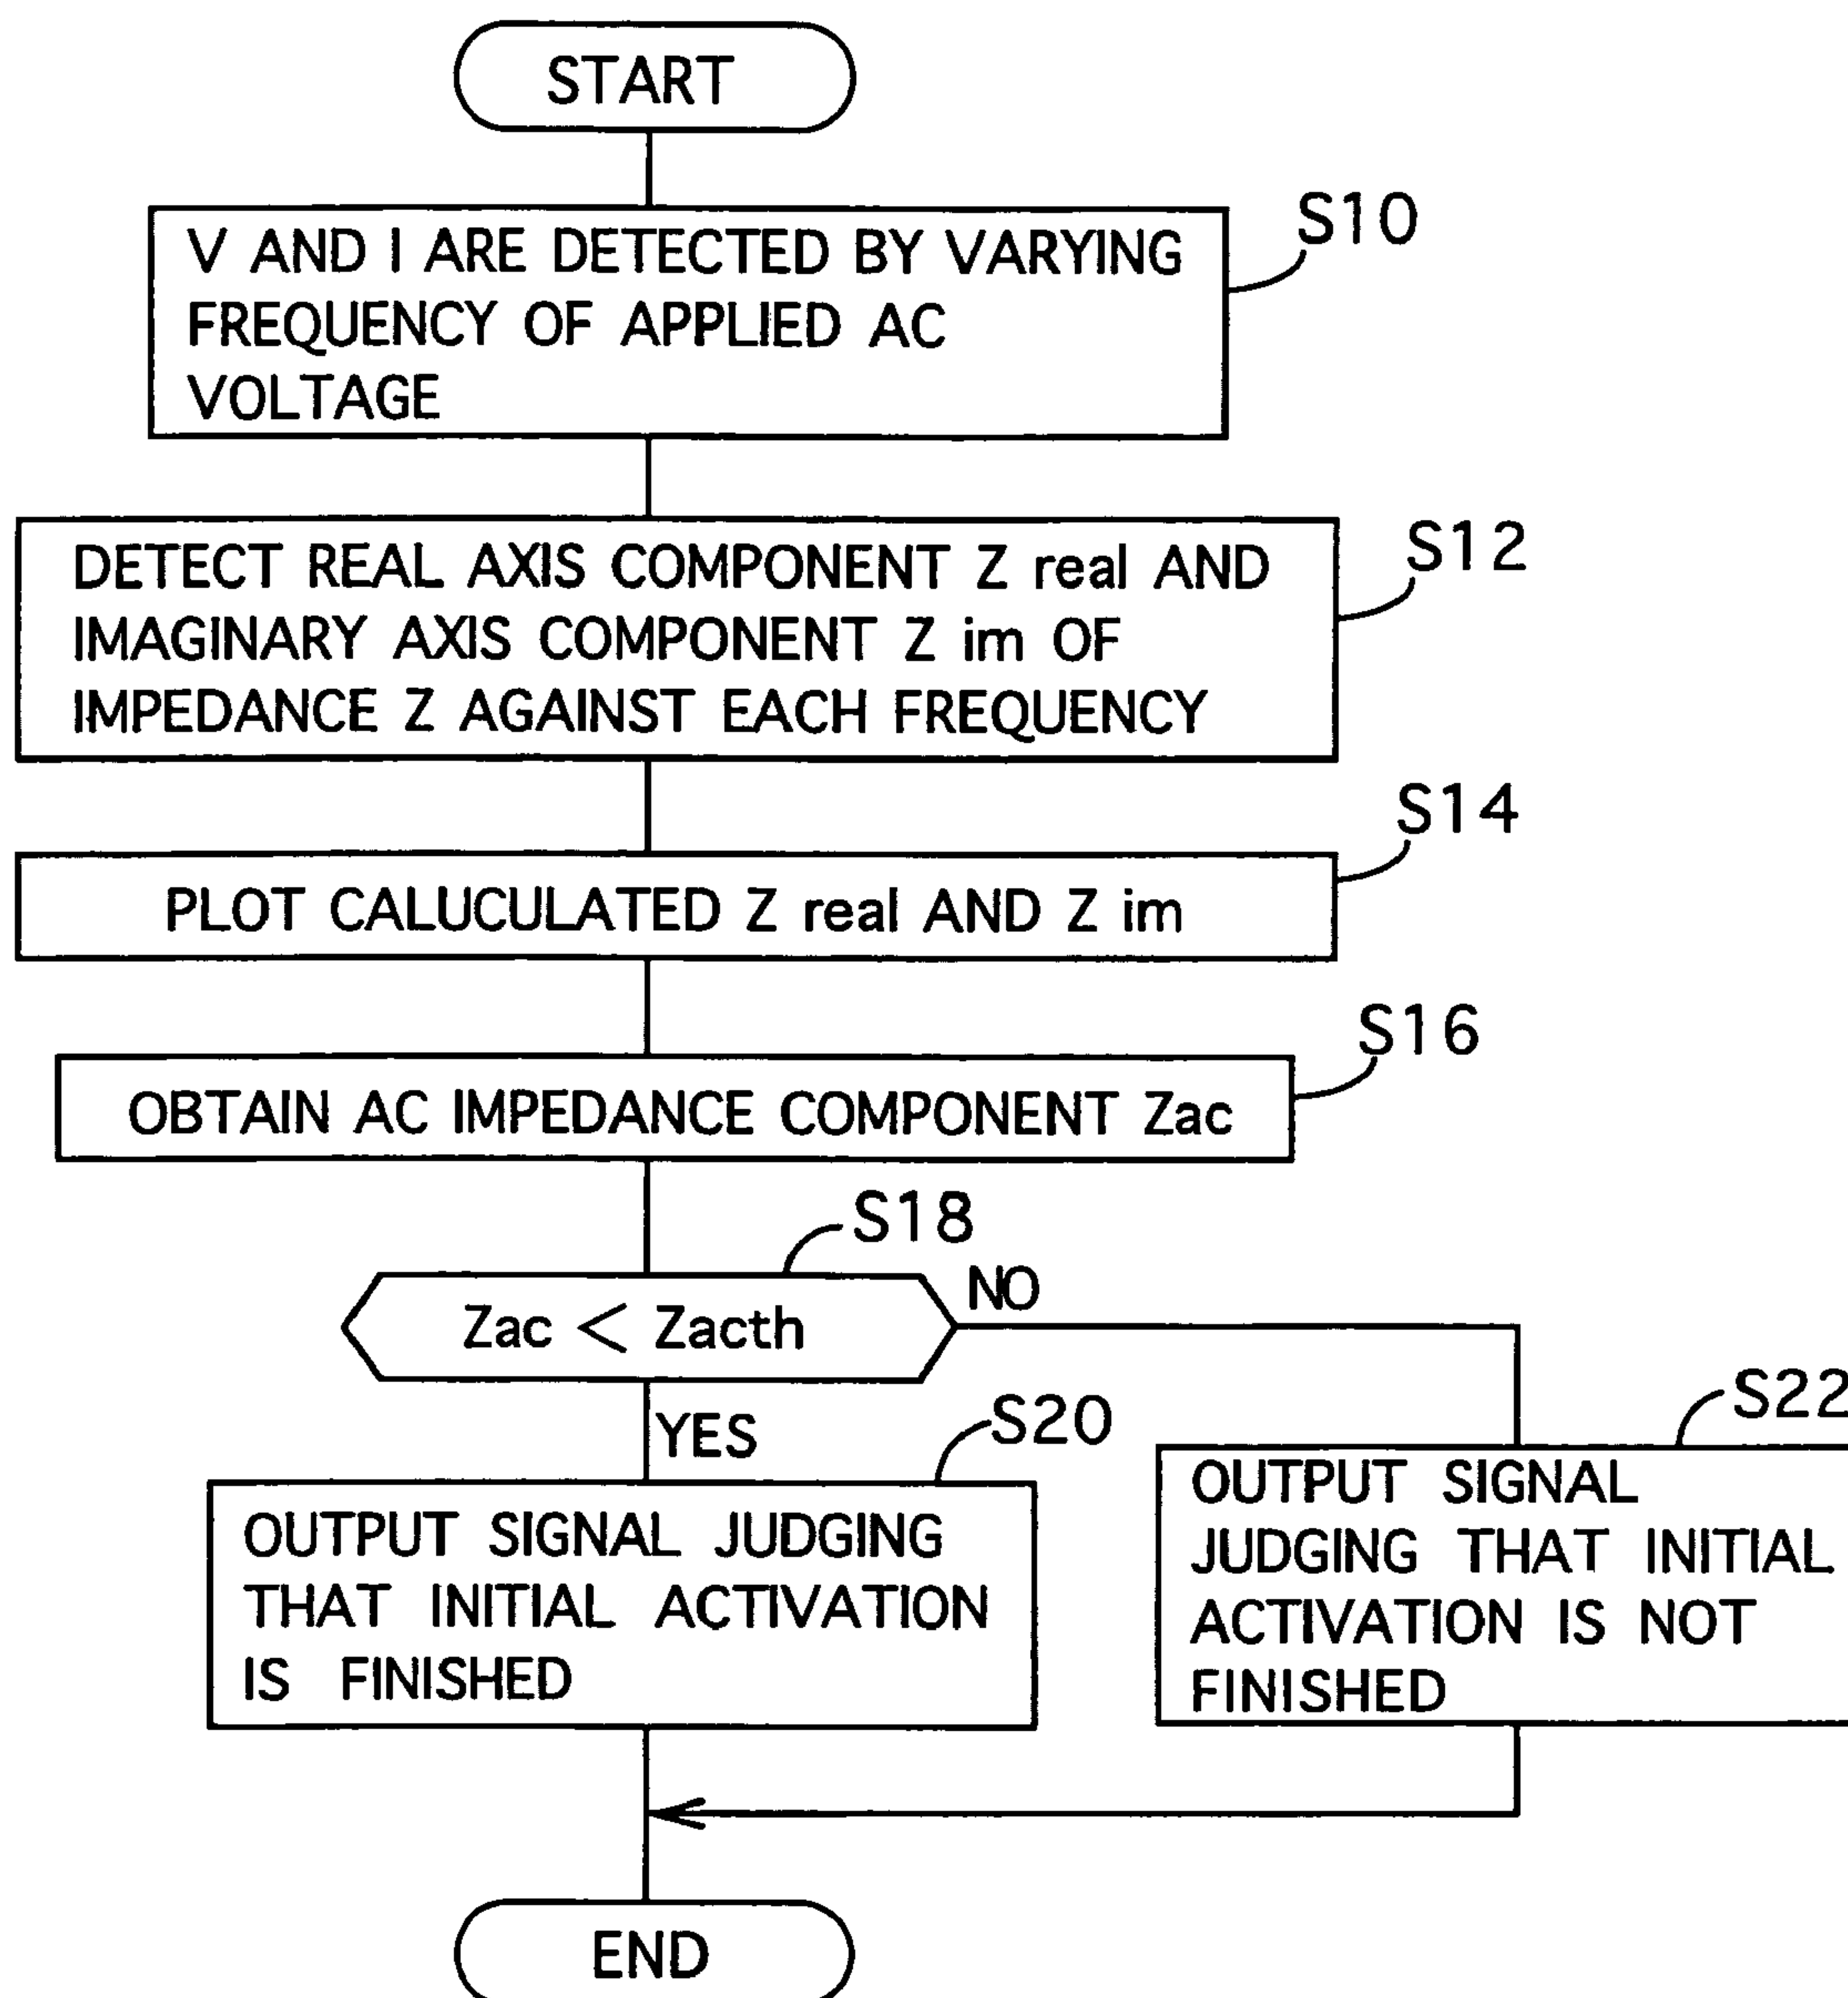 START
S10
V AND I ARE DETECTED BY VARYING
FREQUENCY OF APPLIED AC
VOLTAGE
S12
DETECT REAL AXIS COMPONENT Z real AND
IMAGINARY AXIS COMPONENT Z im OF
IMPEDANCE Z AGAINST EACH FREQUENCY
S14
PLOT CALUCULATED Z real AND Z im
S16
OBTAIN AC IMPEDANCE COMPONENT Zac
S18
Zac < Zacth
NO
YES
S20
OUTPUT SIGNAL JUDGING
THAT INITIAL ACTIVATION
IS FINISHED
S22
OUTPUT SIGNAL
JUDGING THAT INITIAL
ACTIVATION IS NOT
FINISHED
END